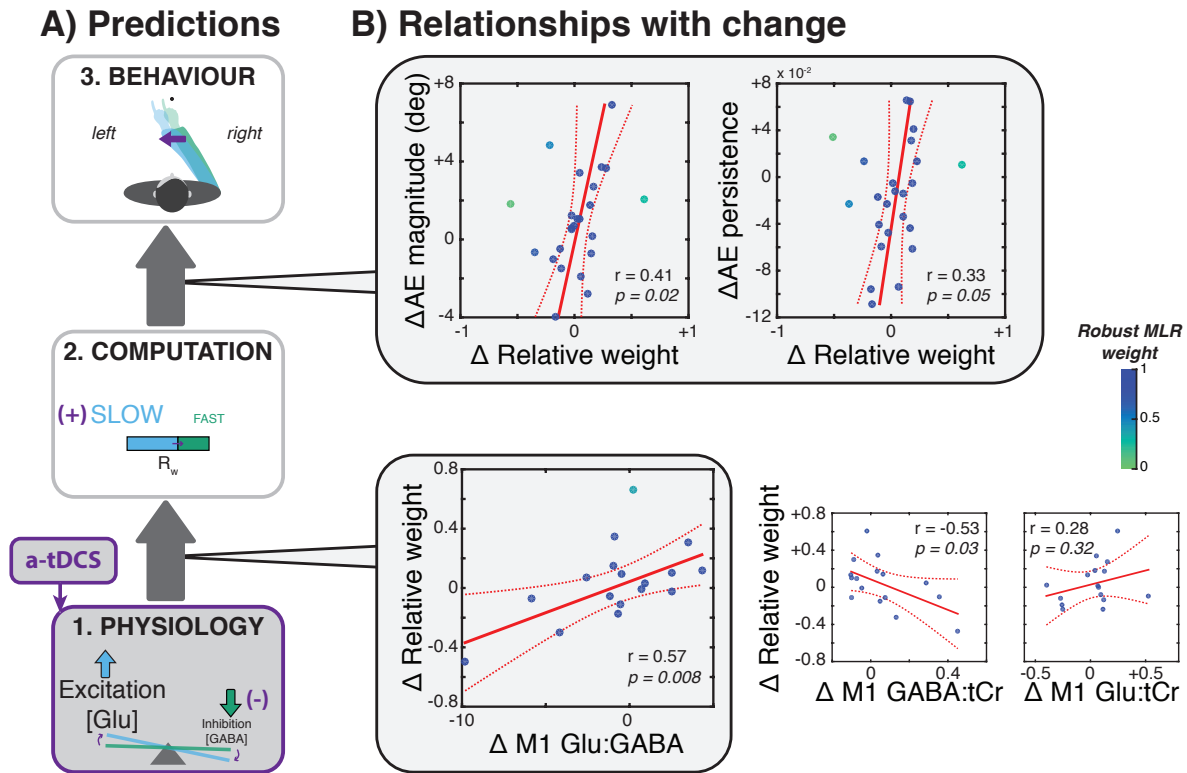 A) Predictions
B) Relationships with change
3. BEHAVIOUR
left
right
2. COMPUTATION
(+) SLOW
FAST
R_w
a-tDCS
1. PHYSIOLOGY
Excitation
[Glu]
(-)
Inhibition
[GABA]
ΔAE magnitude (deg)
+8
+4
0
-4
-1
0
+1
Δ Relative weight
r = 0.41
p = 0.02
x 10⁻²
ΔAE persistence
+8
+4
0
-4
-8
-12
-1
0
+1
Δ Relative weight
r = 0.33
p = 0.05
Robust MLR
weight
1
0.5
0
Δ Relative weight
0.8
0.4
0
-0.4
-0.8
-10
0
Δ M1 Glu:GABA
r = 0.57
p = 0.008
Δ Relative weight
+0.8
+0.4
0
-0.4
-0.8
0
0.4
Δ M1 GABA:tCr
r = -0.53
p = 0.03
-0.5
0
+0.5
Δ M1 Glu:tCr
r = 0.28
p = 0.32